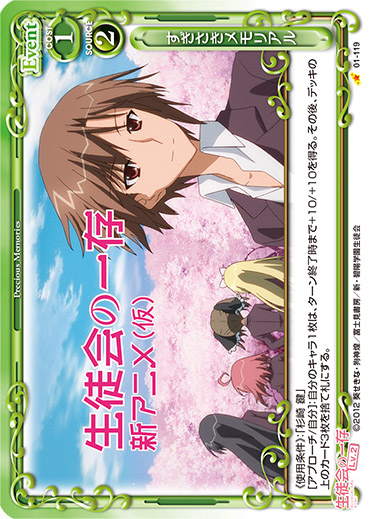 Event
COST 1
SOURCE 2
すぎさきメモリアル
01-119
Precious Memories
生徒会の一存
新アニメ(仮)
《使用条件》:「杉崎 鍵」
[アプローチ/自分]:自分のキャラ1枚は、ターン終了時まで+10/+10を得る。その後、デッキの
上のカード3枚を捨て札にする。
生徒会の一存
Lv.2
©2012 葵せきな・狗神煌/富士見書房/新・碧陽学園生徒会